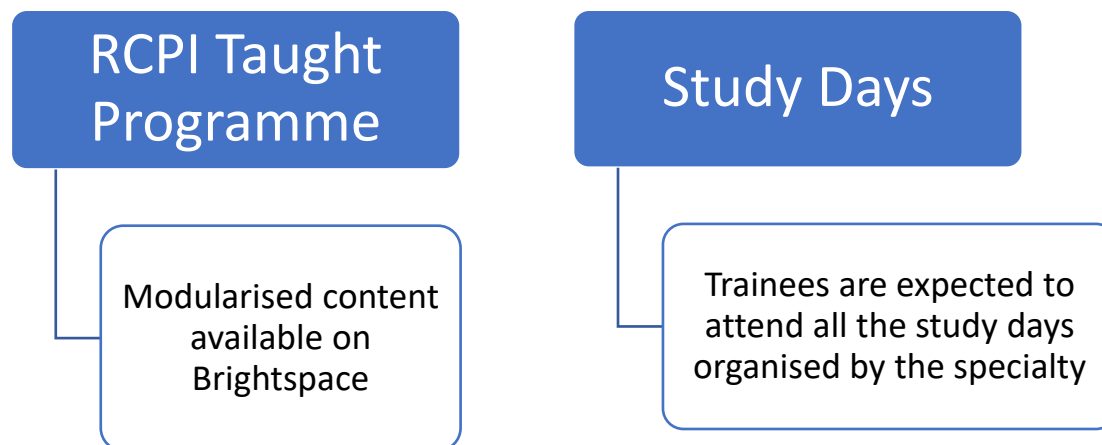 RCPI Taught
Programme
Modularised content
available on
Brightspace
Study Days
Trainees are expected to
attend all the study days
organised by the specialty